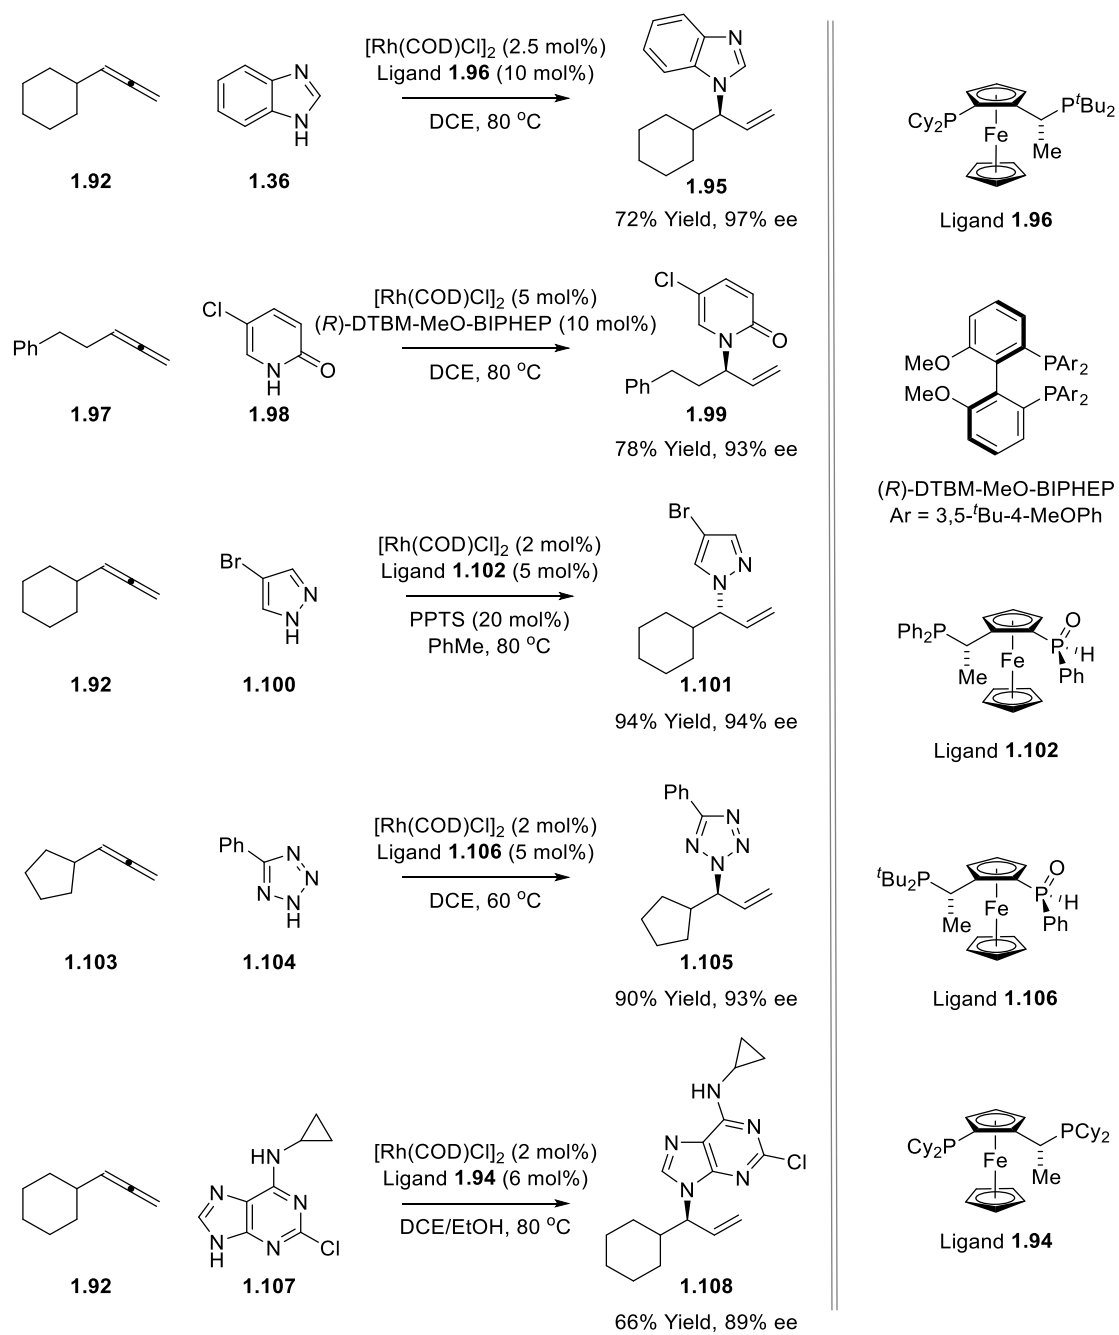 [Rh(COD)Cl]2 (2.5 mol%)
Ligand 1.96 (10 mol%)
DCE, 80 oC
N
N
H
N
N
1.92
1.36
1.95
72% Yield, 97% ee
Cy2P
PtBu2
Fe
Me
Ligand 1.96
[Rh(COD)Cl]2 (5 mol%)
(R)-DTBM-MeO-BIPHEP (10 mol%)
DCE, 80 oC
Ph
Cl
N
H
O
Cl
N
O
Ph
1.97
1.98
1.99
78% Yield, 93% ee
MeO
PAr2
MeO
PAr2
(R)-DTBM-MeO-BIPHEP
Ar = 3,5-tBu-4-MeOPh
[Rh(COD)Cl]2 (2 mol%)
Ligand 1.102 (5 mol%)
PPTS (20 mol%)
PhMe, 80 oC
Br
N
N
H
Br
N
N
1.92
1.100
1.101
94% Yield, 94% ee
Ph2P
O
P
H
Fe
Me
Ph
Ligand 1.102
[Rh(COD)Cl]2 (2 mol%)
Ligand 1.106 (5 mol%)
DCE, 60 oC
Ph
N
N
N
N
H
Ph
N
N
N
N
1.103
1.104
1.105
90% Yield, 93% ee
tBu2P
O
P
H
Fe
Me
Ph
Ligand 1.106
[Rh(COD)Cl]2 (2 mol%)
Ligand 1.94 (6 mol%)
DCE/EtOH, 80 oC
HN
N
N
N
H
N
Cl
HN
N
N
N
N
Cl
1.92
1.107
1.108
66% Yield, 89% ee
Cy2P
PCy2
Fe
Me
Ligand 1.94